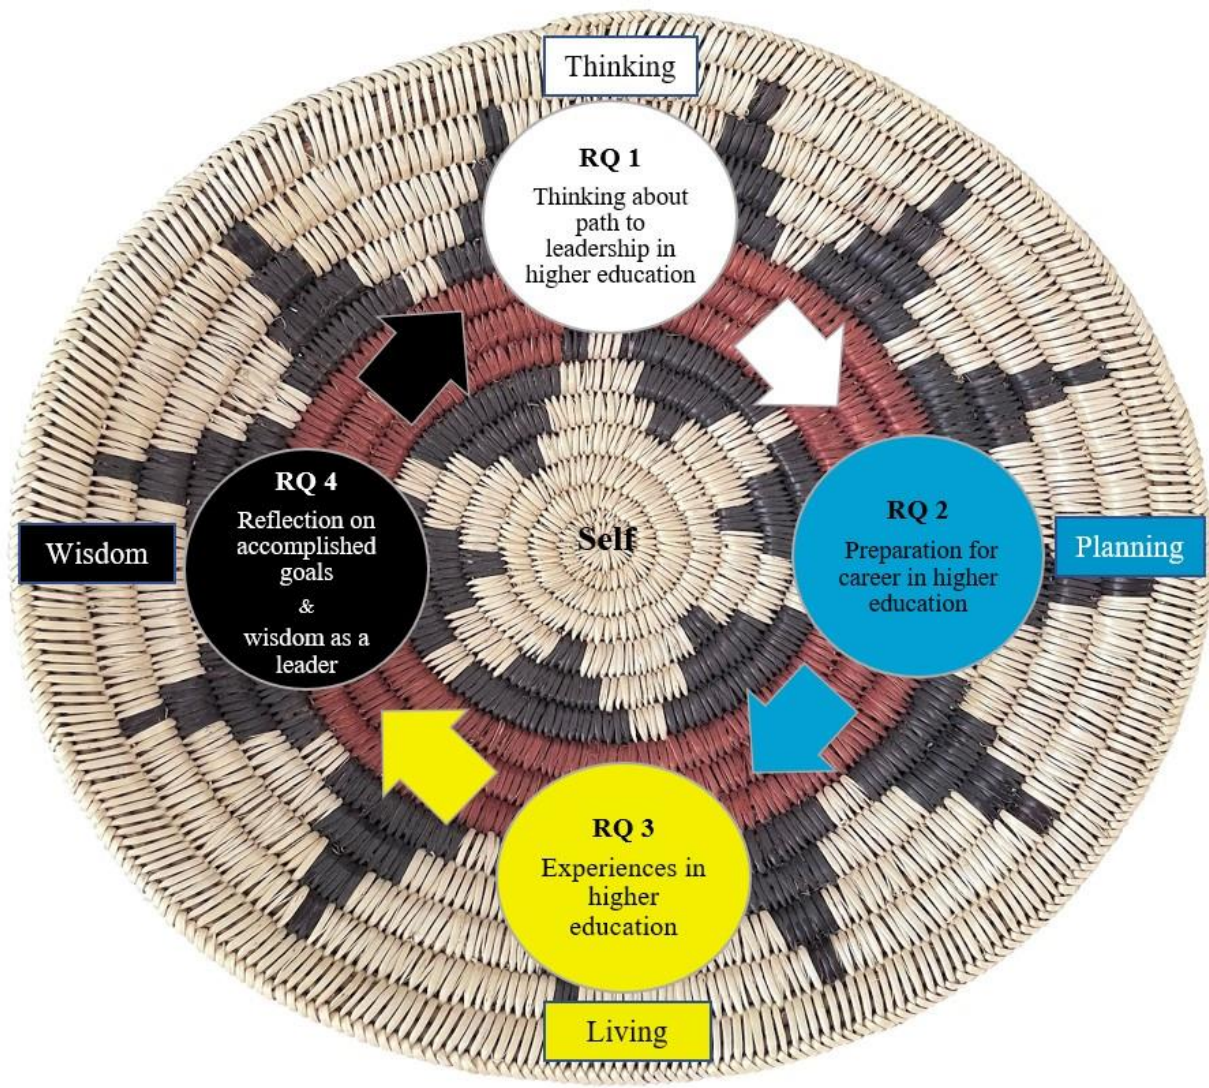 Thinking
RQ 1
Thinking about
path to
leadership in
higher education
RQ 4
Reflection on
accomplished
goals
&
wisdom as a
leader
Wisdom
Self
RQ 2
Preparation for
career in higher
education
Planning
RQ 3
Experiences in
higher
education
Living